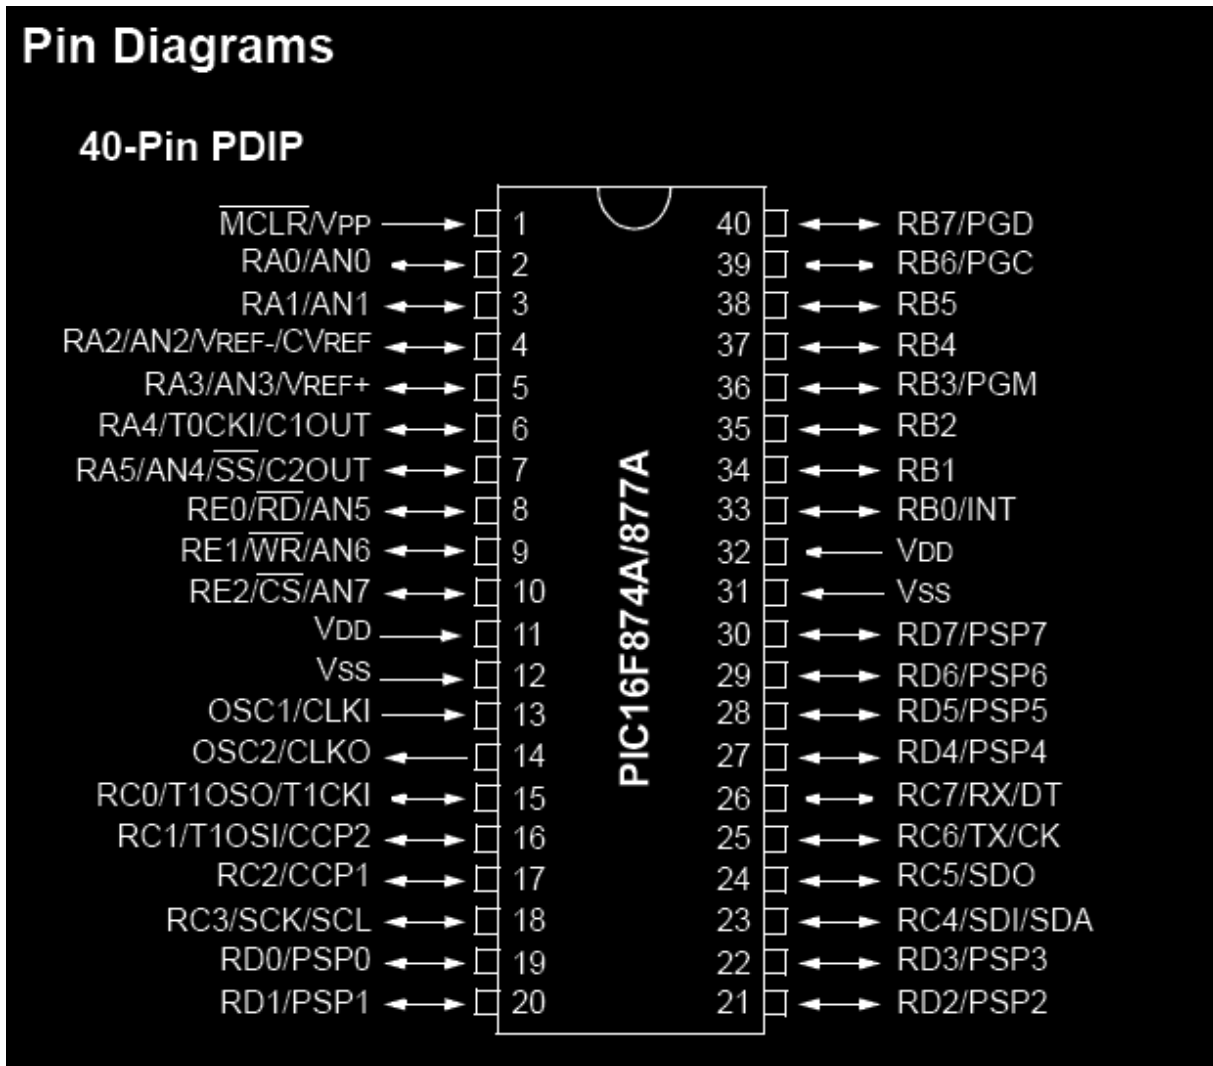 Pin Diagrams
40-Pin PDIP
MCLR/VPP 1 40 RB7/PGD
RA0/AN0 2 39 RB6/PGC
RA1/AN1 3 38 RB5
RA2/AN2/VREF-/CVREF 4 37 RB4
RA3/AN3/VREF+ 5 36 RB3/PGM
RA4/T0CKI/C1OUT 6 35 RB2
RA5/AN4/SS/C2OUT 7 34 RB1
RE0/RD/AN5 8 33 RB0/INT
RE1/WR/AN6 9 32 VDD
RE2/CS/AN7 10 31 VSS
VDD 11 30 RD7/PSP7
VSS 12 29 RD6/PSP6
OSC1/CLKI 13 28 RD5/PSP5
OSC2/CLKO 14 27 RD4/PSP4
RC0/T1OSO/T1CKI 15 26 RC7/RX/DT
RC1/T1OSI/CCP2 16 25 RC6/TX/CK
RC2/CCP1 17 24 RC5/SDO
RC3/SCK/SCL 18 23 RC4/SDI/SDA
RD0/PSP0 19 22 RD3/PSP3
RD1/PSP1 20 21 RD2/PSP2
PIC16F874A/877A